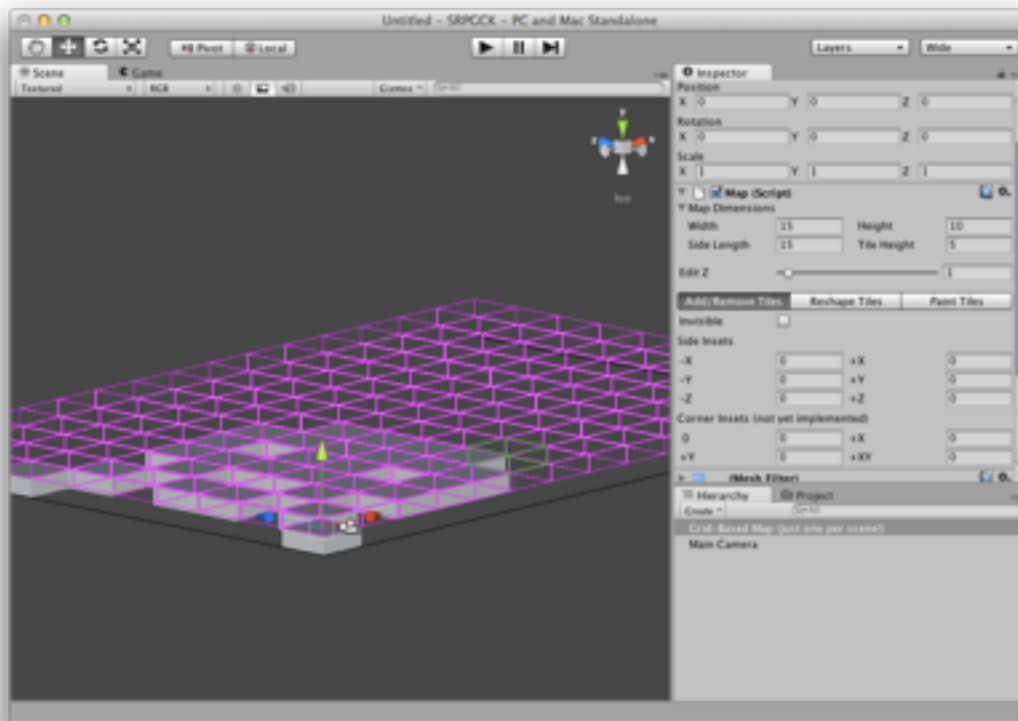 Untitled - SRPGCK - PC and Mac Standalone
Pivot Local Layers Wide
Scene Game Inspector
Textured RGB Gizmos
Position
X 0 Y 0 Z 0
Rotation
X 0 Y 0 Z 0
Scale
X 1 Y 1 Z 1
Map (Script)
Map Dimensions
Width 15 Height 10
Side Length 15 Tile Height 5
Edit Z 1
Add/Remove Tiles Reshape Tiles Paint Tiles
Invisible
Side Insets
-X 0 +X 0
-Y 0 +Y 0
-Z 0 +Z 0
Corner Insets (not yet implemented)
0 0 +X 0
+Y 0 +XY 0
(Mesh Filter)
Hierarchy Project
Create
Grid-Based Map (just one per scene!)
Main Camera
y
Iso